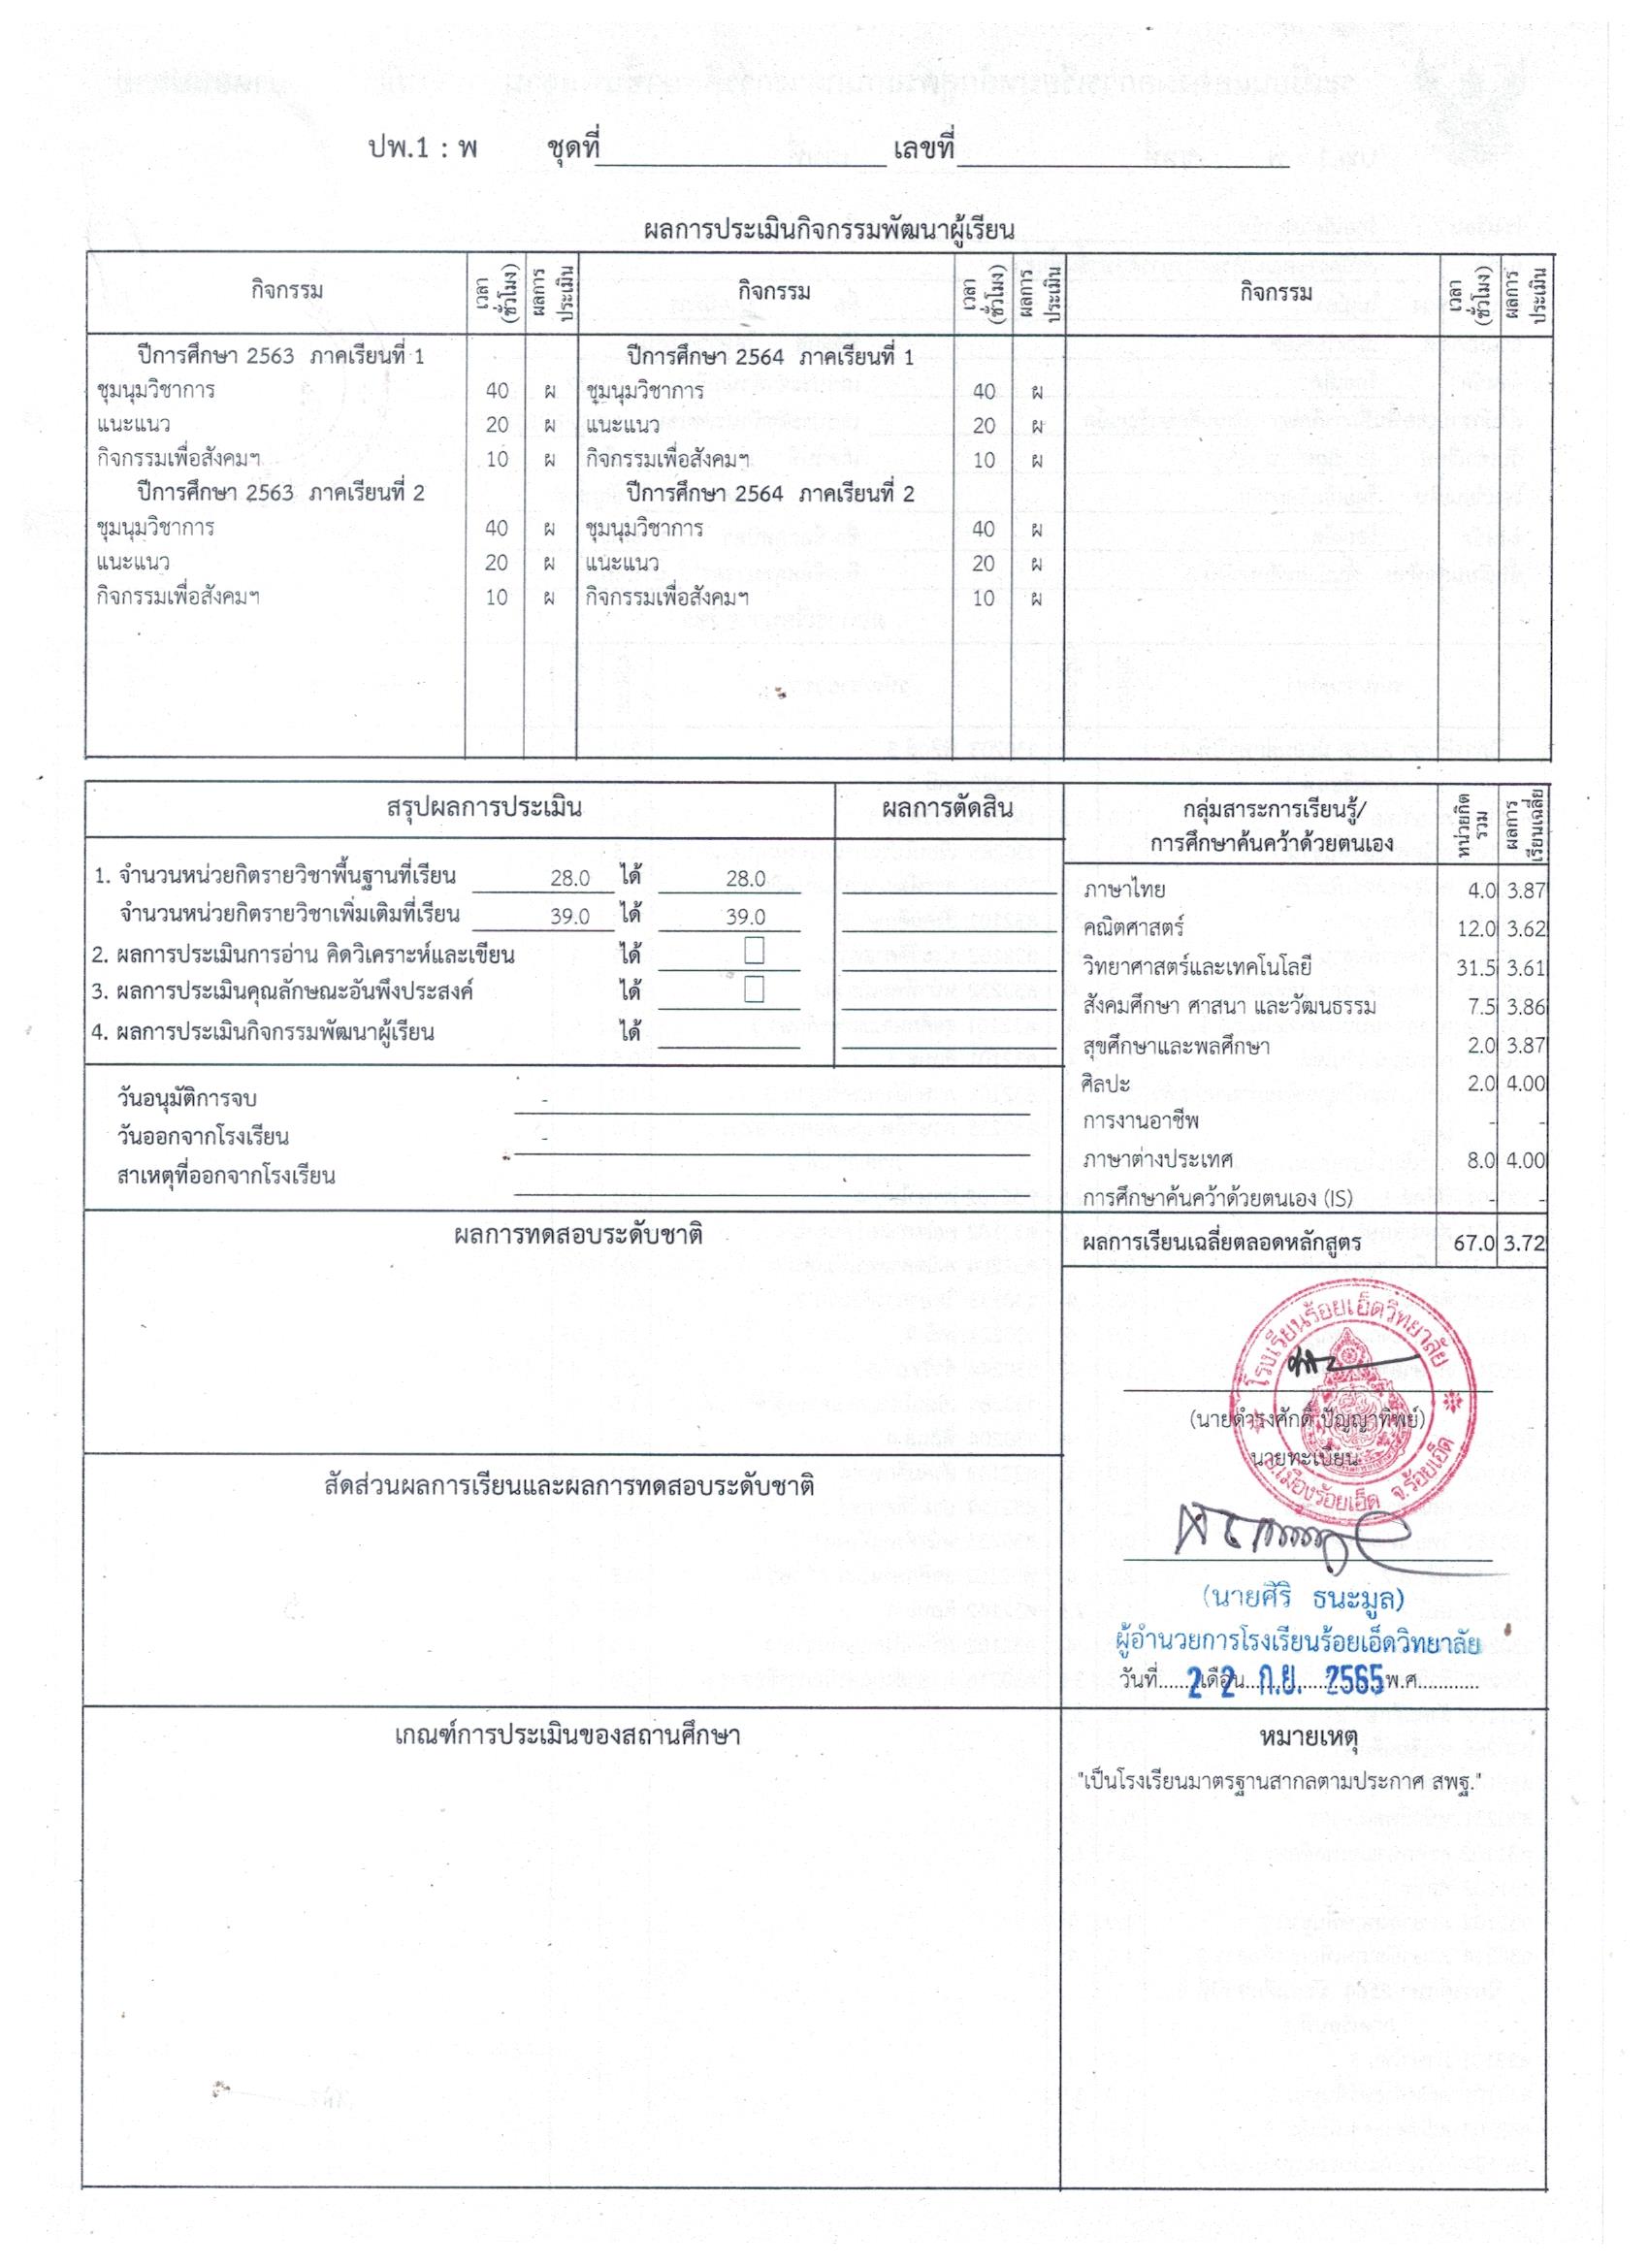 ปพ.1 : พ ชุดที่ เลขที่
ผลการประเมินกิจกรรมพัฒนาผู้เรียน
กิจกรรม เวลา (ชั่วโมง) ผลการประเมิน กิจกรรม เวลา (ชั่วโมง) ผลการประเมิน กิจกรรม เวลา (ชั่วโมง) ผลการประเมิน
ปีการศึกษา 2563 ภาคเรียนที่ 1 ปีการศึกษา 2564 ภาคเรียนที่ 1
ชุมนุมวิชาการ 40 ผ ชุมนุมวิชาการ 40 ผ
แนะแนว 20 ผ แนะแนว 20 ผ
กิจกรรมเพื่อสังคมฯ 10 ผ กิจกรรมเพื่อสังคมฯ 10 ผ
ปีการศึกษา 2563 ภาคเรียนที่ 2 ปีการศึกษา 2564 ภาคเรียนที่ 2
ชุมนุมวิชาการ 40 ผ ชุมนุมวิชาการ 40 ผ
แนะแนว 20 ผ แนะแนว 20 ผ
กิจกรรมเพื่อสังคมฯ 10 ผ กิจกรรมเพื่อสังคมฯ 10 ผ
สรุปผลการประเมิน ผลการตัดสิน
1. จำนวนหน่วยกิตรายวิชาพื้นฐานที่เรียน 28.0 ได้ 28.0
จำนวนหน่วยกิตรายวิชาเพิ่มเติมที่เรียน 39.0 ได้ 39.0
2. ผลการประเมินการอ่าน คิดวิเคราะห์และเขียน ได้
3. ผลการประเมินคุณลักษณะอันพึงประสงค์ ได้
4. ผลการประเมินกิจกรรมพัฒนาผู้เรียน ได้
วันอนุมัติการจบ -
วันออกจากโรงเรียน -
สาเหตุที่ออกจากโรงเรียน
กลุ่มสาระการเรียนรู้/
การศึกษาค้นคว้าด้วยตนเอง
หน่วยกิตรวม ผลการเรียนเฉลี่ย
ภาษาไทย 4.0 3.87
คณิตศาสตร์ 12.0 3.62
วิทยาศาสตร์และเทคโนโลยี 31.5 3.61
สังคมศึกษา ศาสนา และวัฒนธรรม 7.5 3.86
สุขศึกษาและพลศึกษา 2.0 3.87
ศิลปะ 2.0 4.00
การงานอาชีพ - -
ภาษาต่างประเทศ 8.0 4.00
การศึกษาค้นคว้าด้วยตนเอง (IS) - -
ผลการเรียนเฉลี่ยตลอดหลักสูตร 67.0 3.72
ผลการทดสอบระดับชาติ
โรงเรียนร้อยเอ็ดวิทยาลัย
อ.เมืองร้อยเอ็ด จ.ร้อยเอ็ด
(นายดำรงศักดิ์ ปัญญาทิพย์)
นายทะเบียน
สัดส่วนผลการเรียนและผลการทดสอบระดับชาติ
(นายศิริ ธนะมูล)
ผู้อำนวยการโรงเรียนร้อยเอ็ดวิทยาลัย
วันที่ 22 เดือน ก.ย. 2565 พ.ศ.
เกณฑ์การประเมินของสถานศึกษา
หมายเหตุ
"เป็นโรงเรียนมาตรฐานสากลตามประกาศ สพฐ."